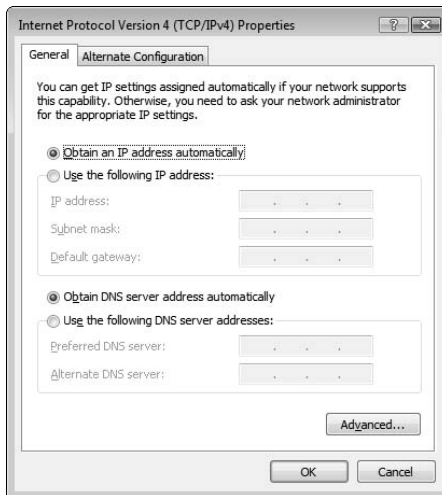 Internet Protocol Version 4 (TCP/IPv4) Properties
General
Alternate Configuration
You can get IP settings assigned automatically if your network supports
this capability. Otherwise, you need to ask your network administrator
for the appropriate IP settings.
Obtain an IP address automatically
Use the following IP address:
IP address:
Subnet mask:
Default gateway:
Obtain DNS server address automatically
Use the following DNS server addresses:
Preferred DNS server:
Alternate DNS server:
Advanced...
OK
Cancel